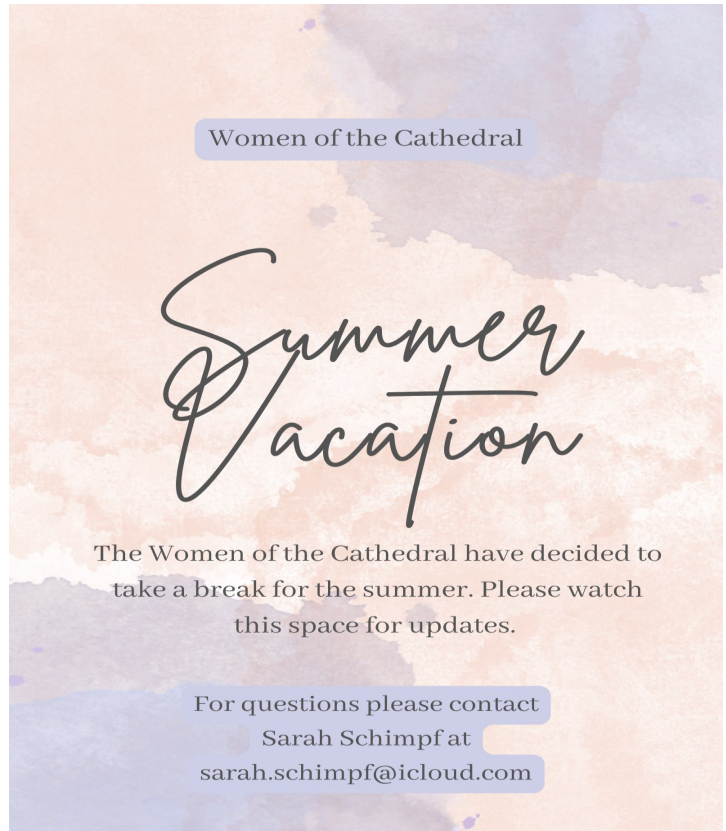 Women of the Cathedral
Summer
Vacation
The Women of the Cathedral have decided to
take a break for the summer. Please watch
this space for updates.
For questions please contact
Sarah Schimpf at
sarah.schimpf@icloud.com